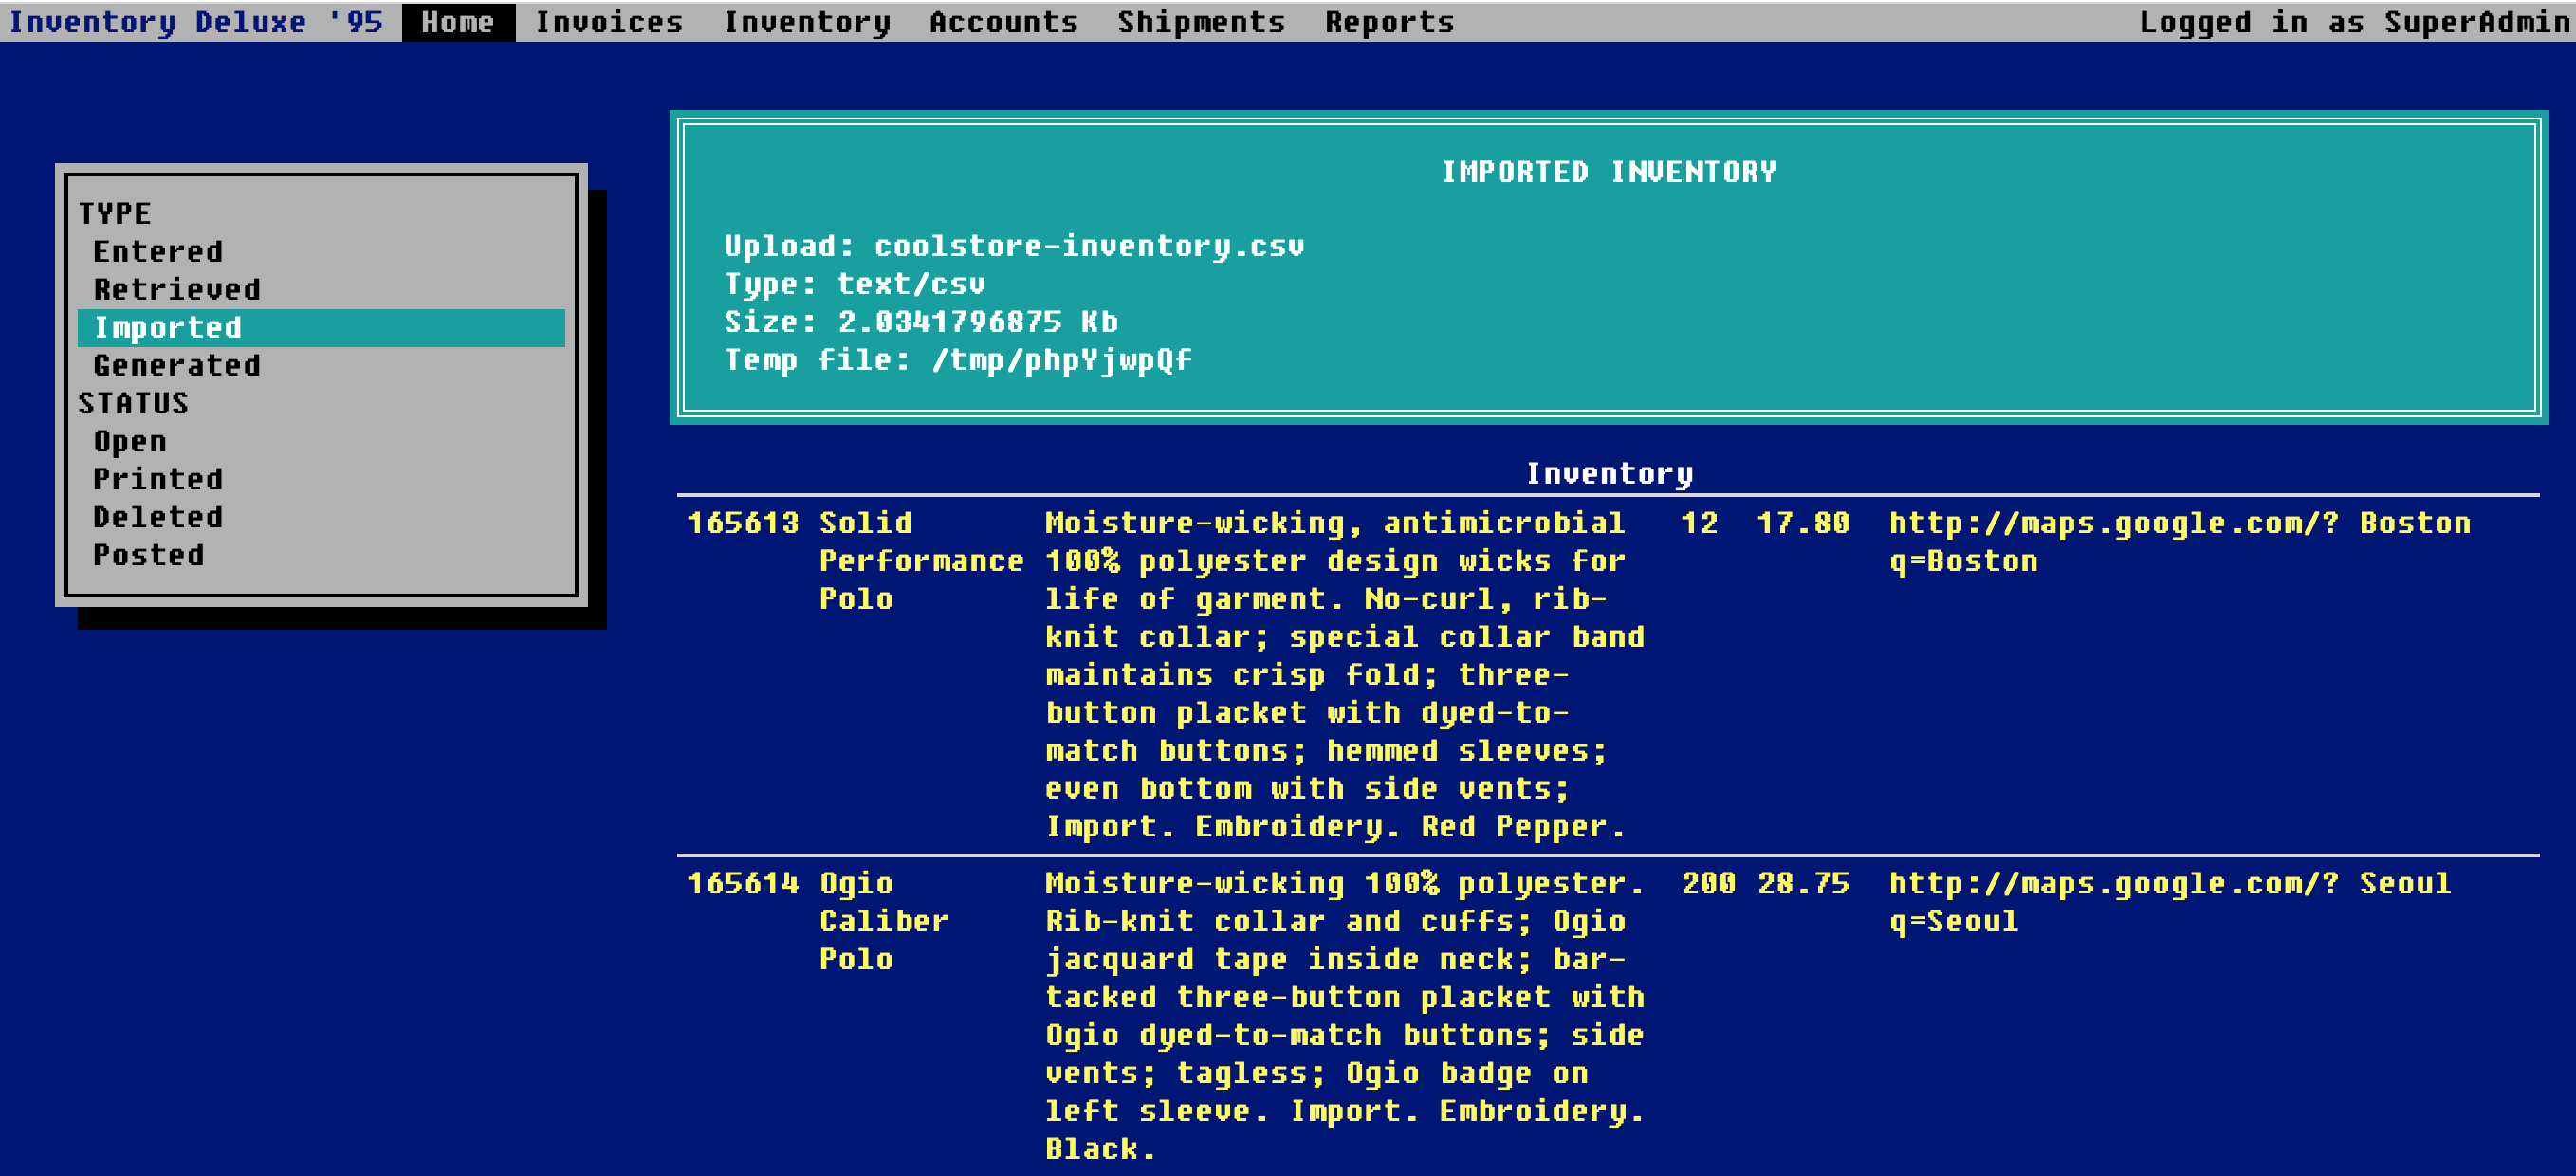 Inventory Deluxe '95 Home Invoices Inventory Accounts Shipments Reports Logged in as SuperAdmin
TYPE
Entered
Retrieved
Imported
Generated
STATUS
Open
Printed
Deleted
Posted
IMPORTED INVENTORY
Upload: coolstore-inventory.csv
Type: text/csv
Size: 2.0341796875 Kb
Temp file: /tmp/phpYjwpQf
Inventory
165613 Solid Moisture-wicking, antimicrobial 12 17.80 http://maps.google.com/? Boston
Performance 100% polyester design wicks for q=Boston
Polo life of garment. No-curl, rib-
knit collar; special collar band
maintains crisp fold; three-
button placket with dyed-to-
match buttons; hemmed sleeves;
even bottom with side vents;
Import. Embroidery. Red Pepper.
165614 Ogio Moisture-wicking 100% polyester. 200 28.75 http://maps.google.com/? Seoul
Caliber Rib-knit collar and cuffs; Ogio q=Seoul
Polo jacquard tape inside neck; bar-
tacked three-button placket with
Ogio dyed-to-match buttons; side
vents; tagless; Ogio badge on
left sleeve. Import. Embroidery.
Black.